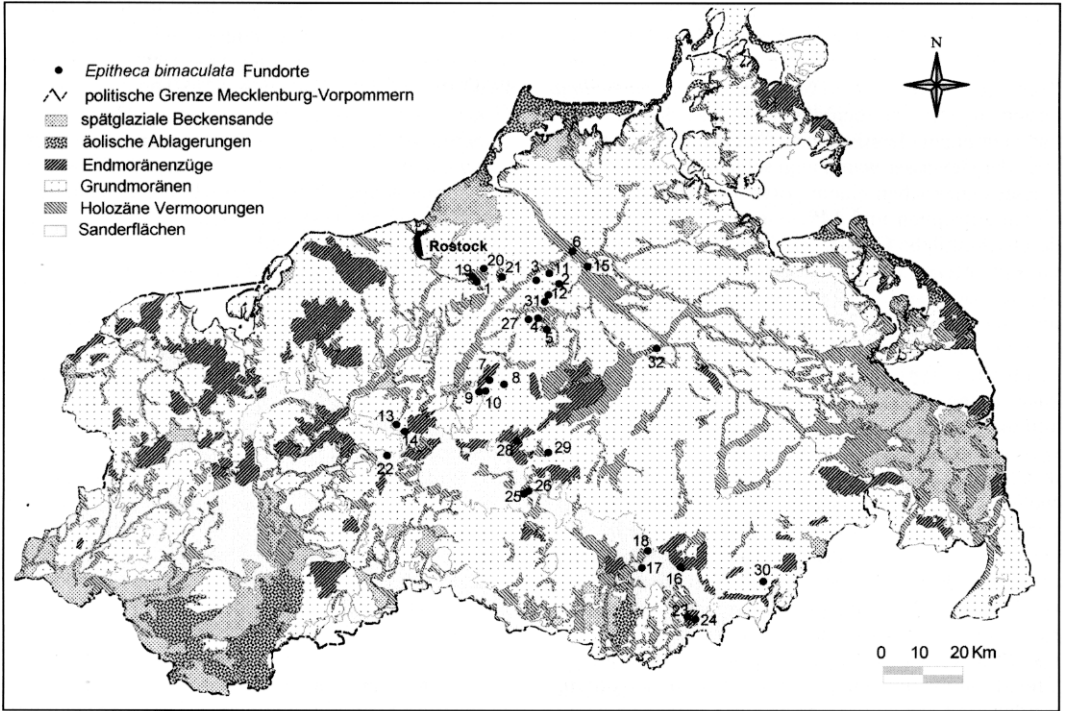 N
Epitheca bimaculata Fundorte
politische Grenze Mecklenburg-Vorpommern
spätglaziale Beckensande
äolische Ablagerungen
Endmoränenzüge
Grundmoränen
Holozäne Vermoorungen
Sanderflächen
Rostock
6
20
19
21
3
11
15
1
2
12
31
27
4
5
32
7
8
9
10
13
14
28
29
22
26
25
18
17
16
30
23
24
0 10 20 Km